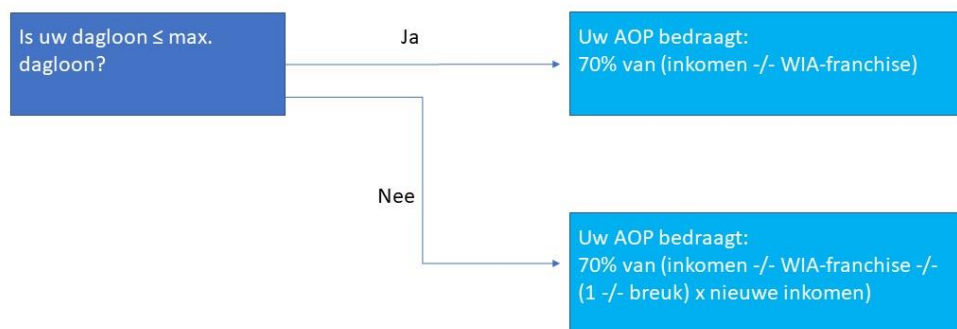 Is uw dagloon ≤ max.
dagloon?
Ja
Uw AOP bedraagt:
70% van (inkomen -/- WIA-franchise)
Nee
Uw AOP bedraagt:
70% van (inkomen -/- WIA-franchise -/-
(1 -/- breuk) x nieuwe inkomen)